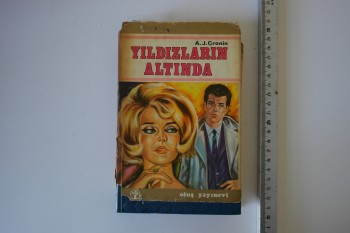 A. J. Cronin
YILDIZLARIN
ALTINDA
oluş yayınevi